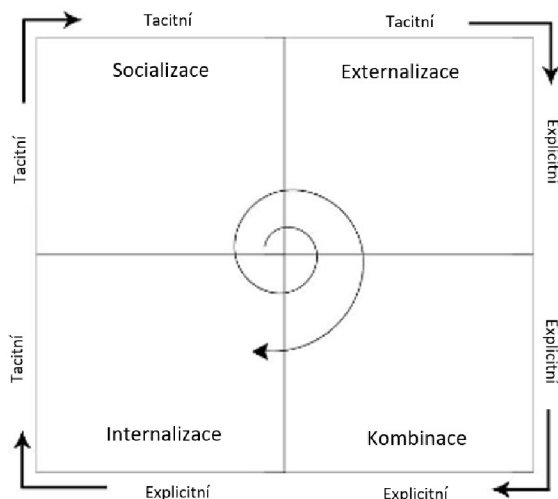 Tacitní
Tacitní
Socializace
Externalizace
Tacitní
Explicitní
Tacitní
Explicitní
Internalizace
Kombinace
Explicitní
Explicitní